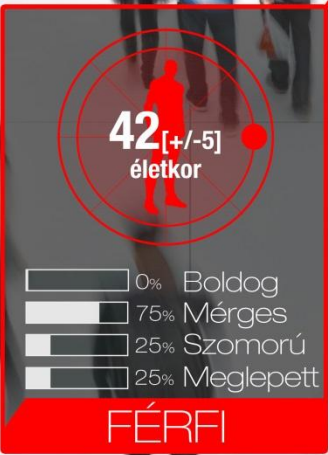 42[+/-5]
életkor
0% Boldog
75% Mérges
25% Szomorú
25% Meglepett
FÉRFI